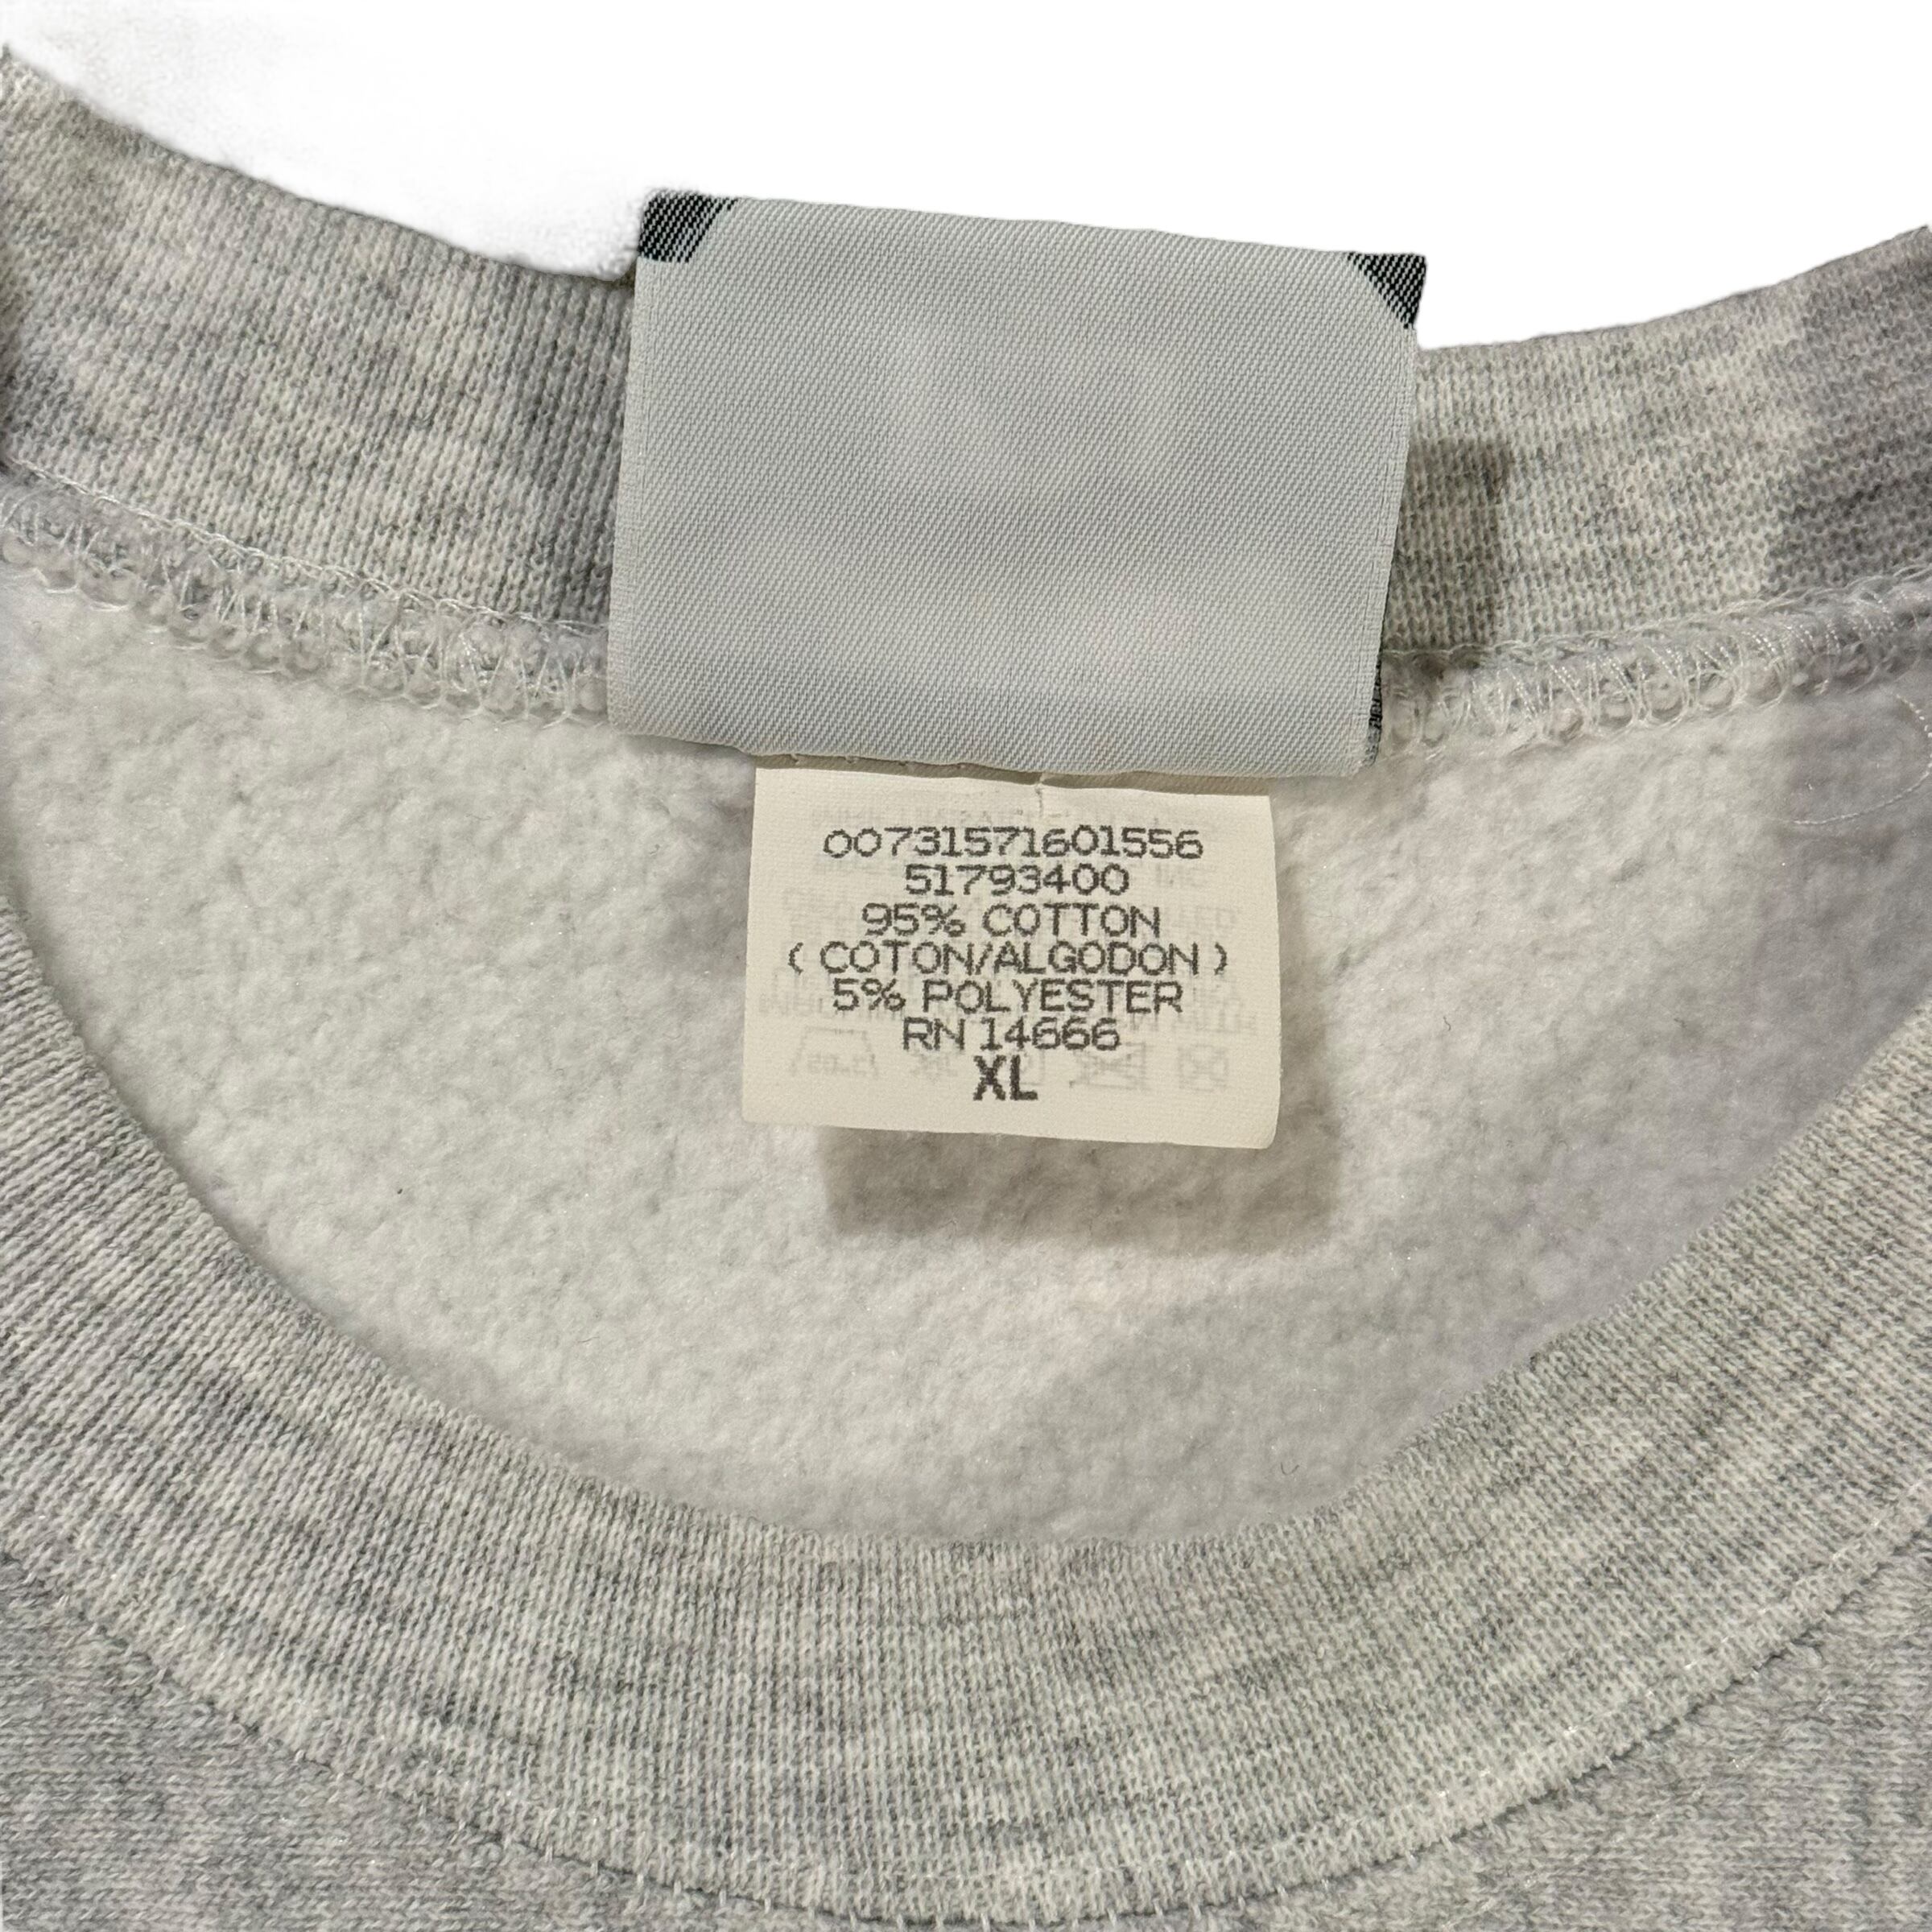 00731571601556
51793400
95% COTTON
( COTON/ALGODON )
5% POLYESTER
RN 14666
XL